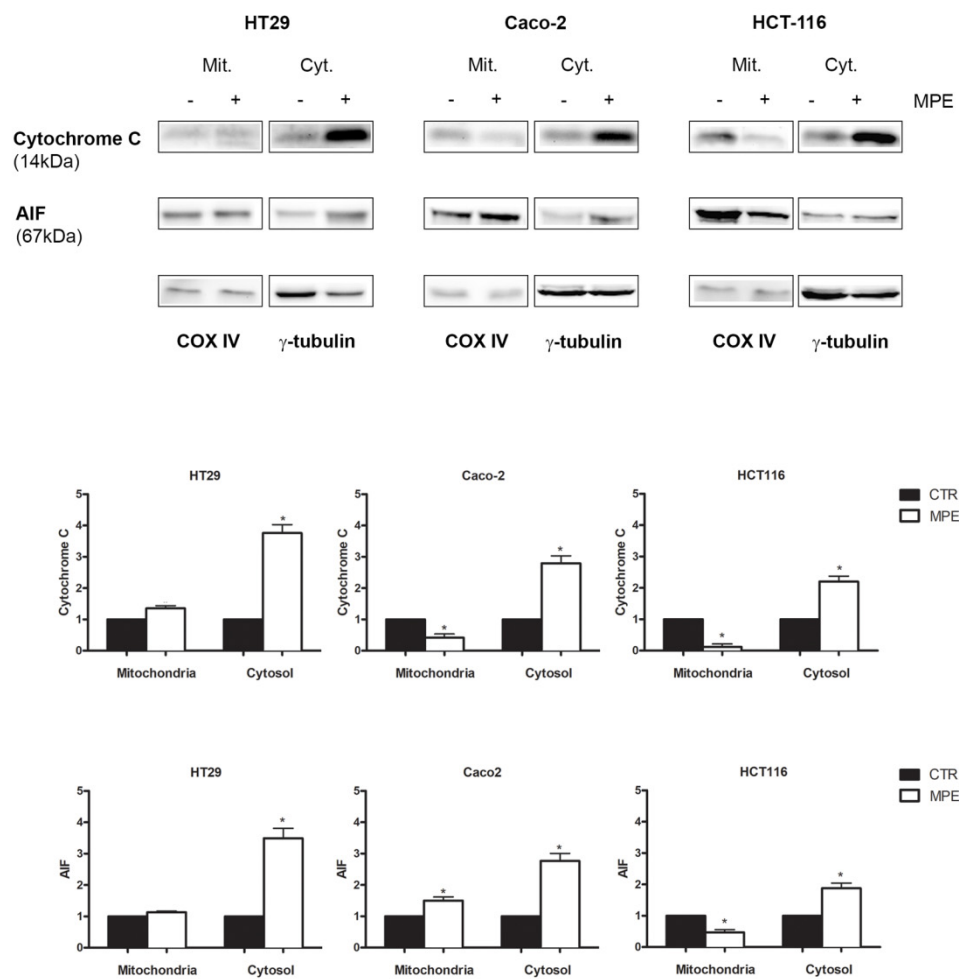 HT29 Caco-2 HCT-116
Mit. Cyt. Mit. Cyt. Mit. Cyt.
- + - + - + - + - + - + MPE
Cytochrome C
(14kDa)
AIF
(67kDa)
COX IV γ-tubulin COX IV γ-tubulin COX IV γ-tubulin
HT29 Caco-2 HCT116
CTR
MPE
Cytochrome C Cytochrome C Cytochrome C
5 5 5
4 4 4
3 3 3
2 2 2
1 1 1
0 0 0
* * * * *
Mitochondria Cytosol Mitochondria Cytosol Mitochondria Cytosol
HT29 Caco2 HCT116
CTR
MPE
AIF AIF AIF
5 5 5
4 4 4
3 3 3
2 2 2
1 1 1
0 0 0
* * * * *
Mitochondria Cytosol Mitochondria Cytosol Mitochondria Cytosol